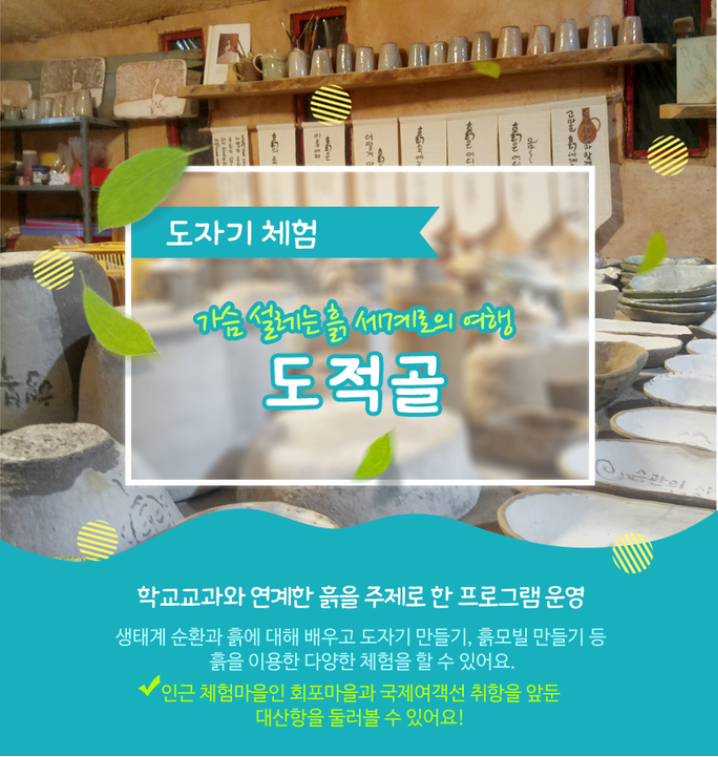 도자기 체험
가슴 설레는 흙 세계로의 여행
도적골
학교교과와 연계한 흙을 주제로 한 프로그램 운영
생태계 순환과 흙에 대해 배우고 도자기 만들기, 흙모빌 만들기 등
흙을 이용한 다양한 체험을 할 수 있어요.
인근 체험마을인 회포마을과 국제여객선 취항을 앞둔
대산항을 둘러볼 수 있어요!